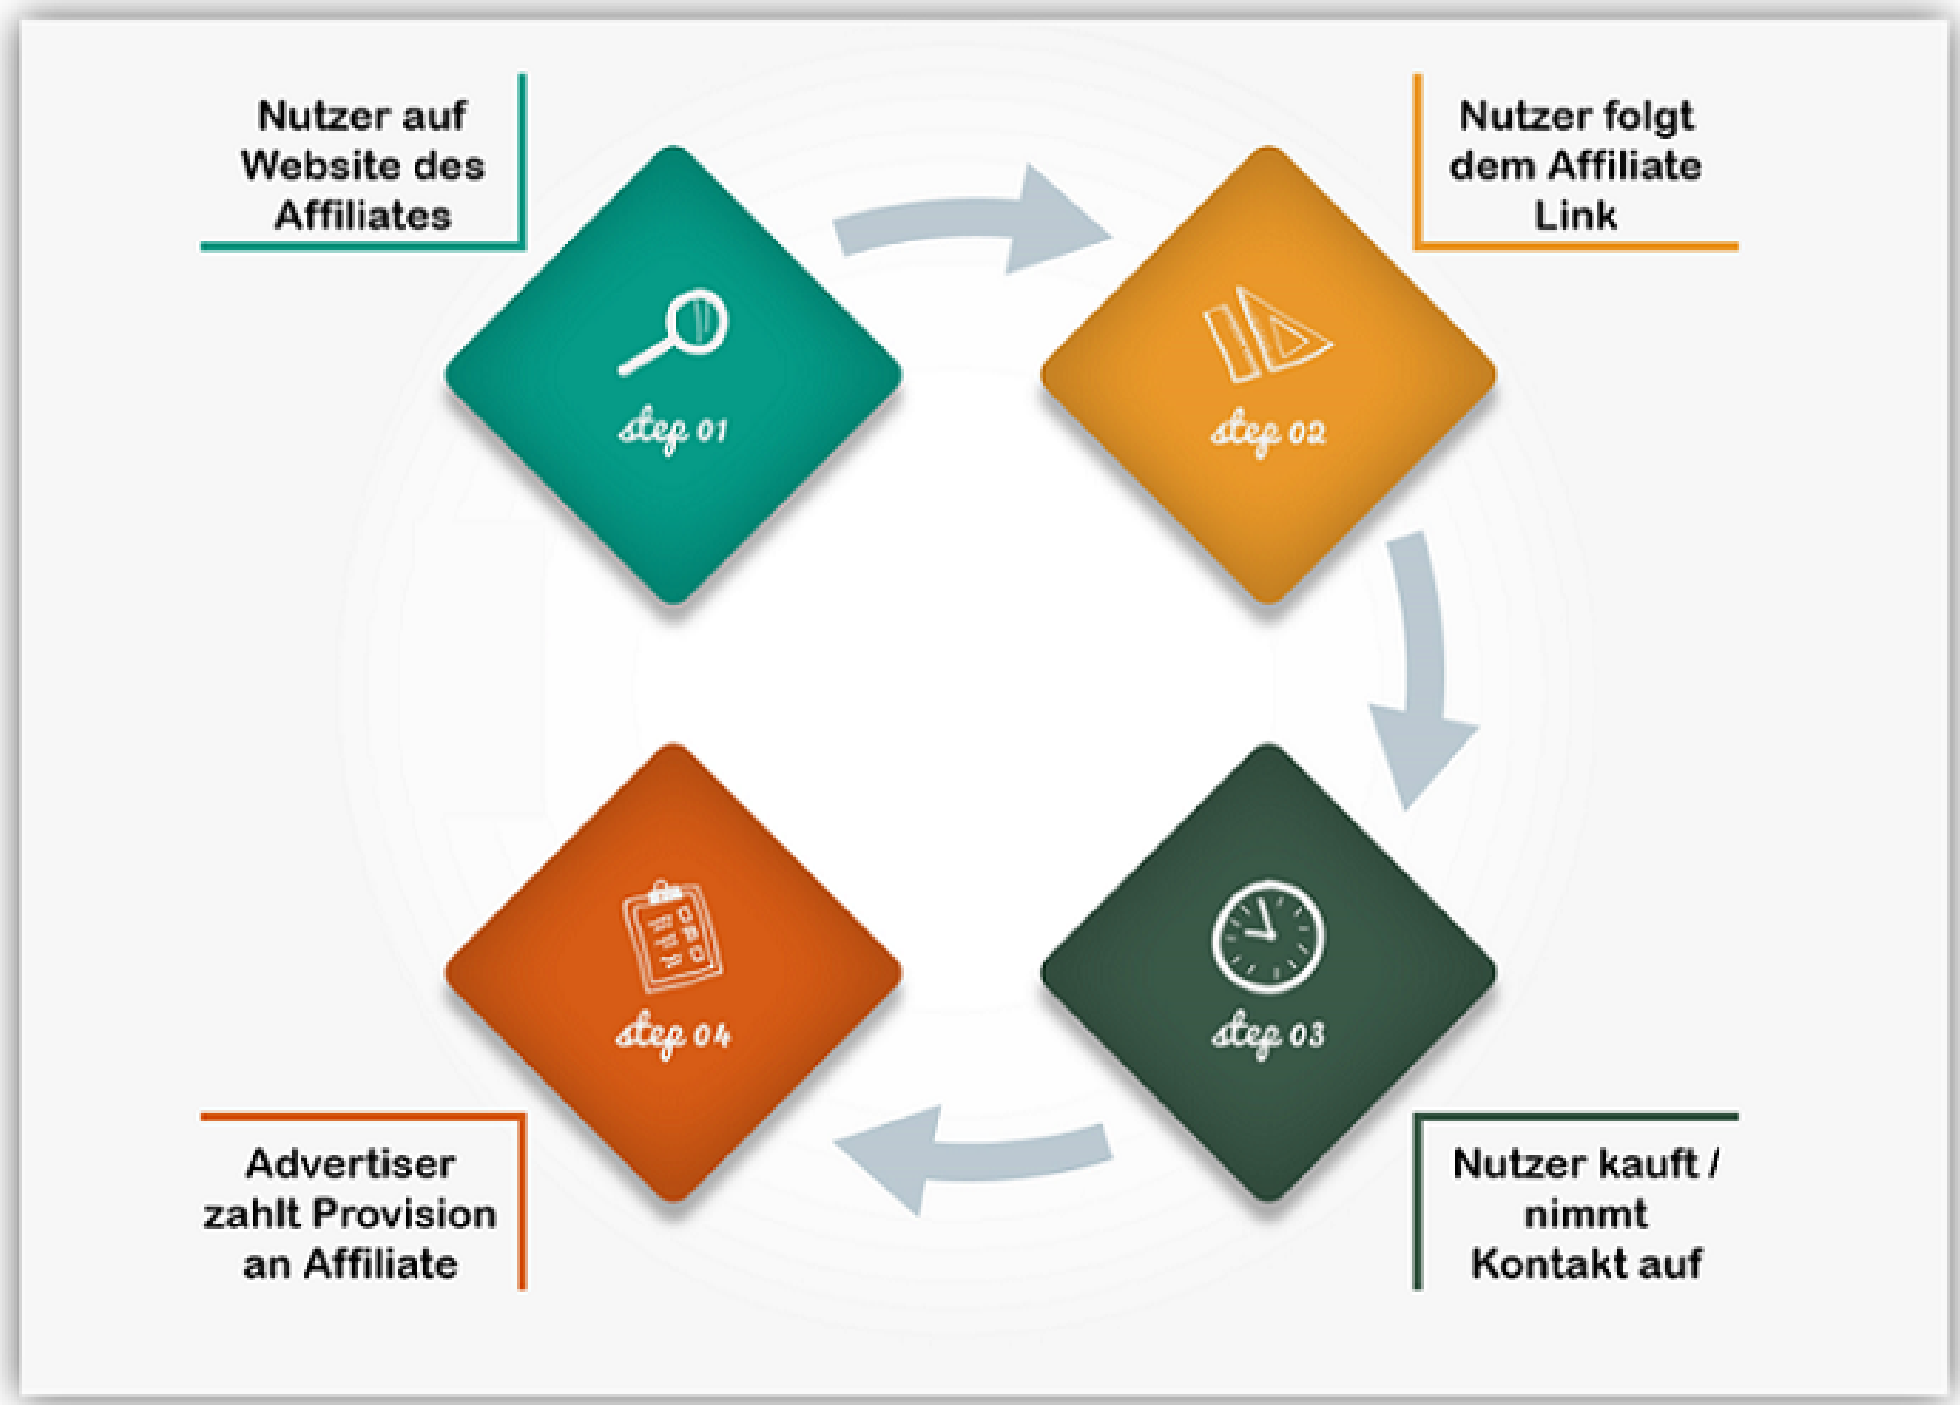 Nutzer auf
Website des
Affiliates
Nutzer folgt
dem Affiliate
Link
step 01
step 02
step 04
step 03
Advertiser
zahlt Provision
an Affiliate
Nutzer kauft /
nimmt
Kontakt auf